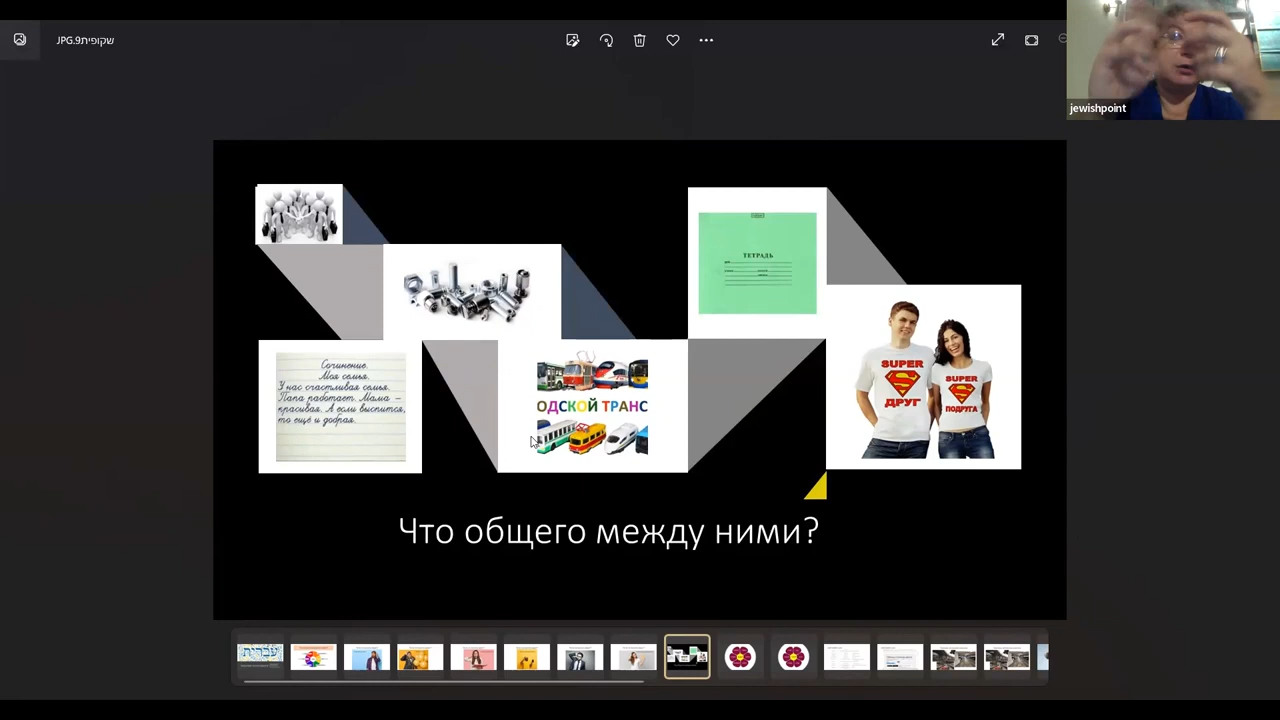 שקופית9.JPG
jewishpoint
ТЕТРАДЬ
Сочинение.
Моя семья.
У нас счастливая семья.
Папа работает. Мама -
красивая. А если выспится,
то ещё и добрая.
ОДСКОЙ ТРАНС
SUPER
ДРУГ
SUPER
ПОДРУГА
Что общего между ними?
עברית